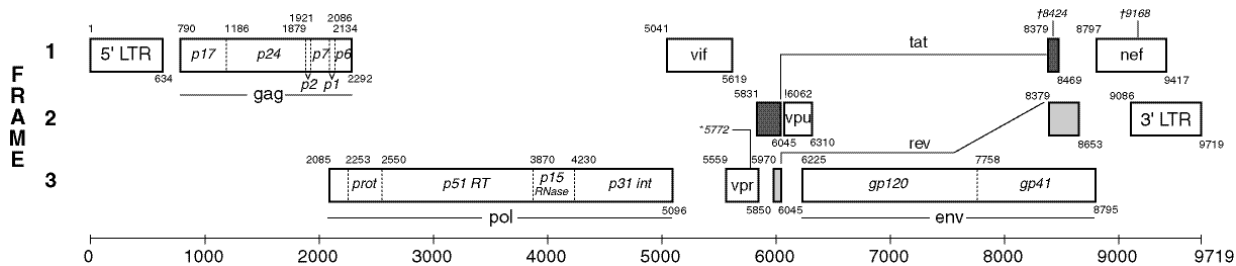 1921 2086 †8424 †9168
1 790 1186 1879 2134 5041 8379 8797
FRAME
1 5' LTR p17 p24 p7 p6 vif tat nef
634 p2 p1 2292 5619 8469 9417
gag
5831 !6062 8379 9086
2 vpu 3' LTR
*5772 6045 6310 rev 8653 9719
2085 2253 2550 3870 4230 5559 5970 6225 7758
3 prot p51 RT p15 RNase p31 int vpr gp120 gp41
5096 5850 6045 8795
pol env
0 1000 2000 3000 4000 5000 6000 7000 8000 9000 9719